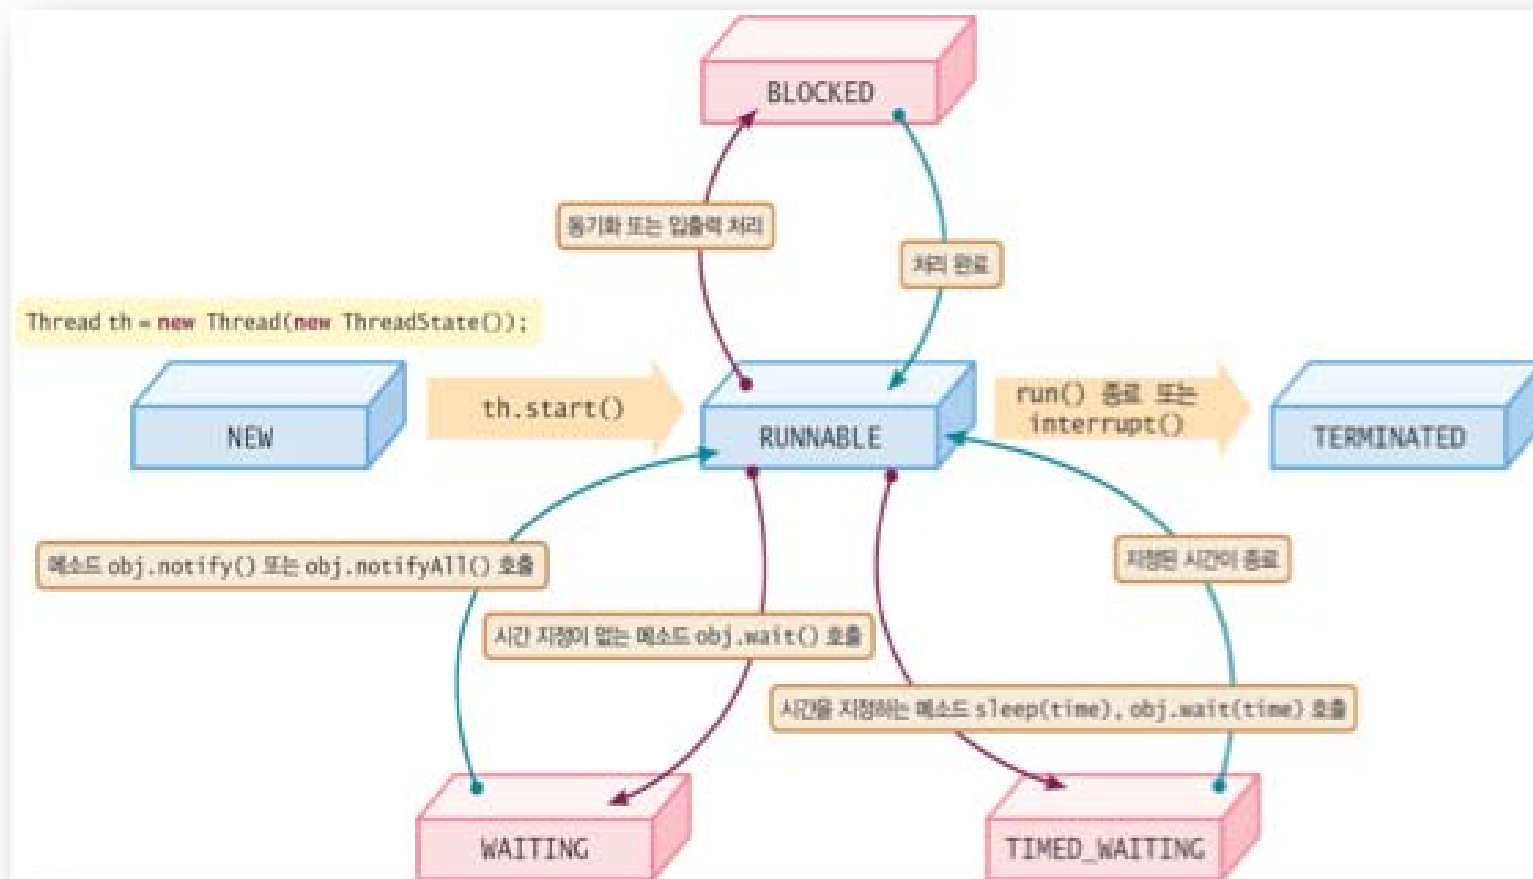 BLOCKED
동기화 또는 입출력 처리
처리 완료
Thread th = new Thread(new ThreadState());
NEW
th.start()
RUNNABLE
run() 종료 또는
interrupt()
TERMINATED
메소드 obj.notify() 또는 obj.notifyAll() 호출
지정된 시간이 종료
시간 지정이 없는 메소드 obj.wait() 호출
시간을 지정하는 메소드 sleep(time), obj.wait(time) 호출
WAITING
TIMED_WAITING